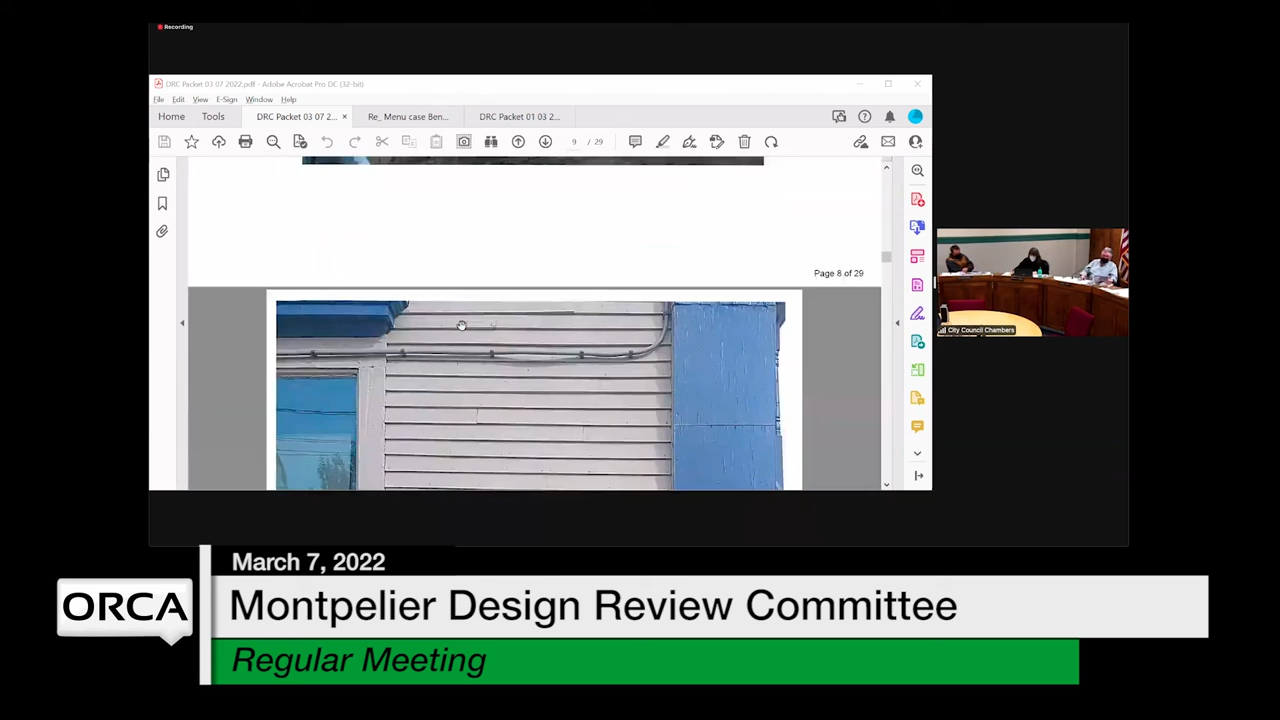 Recording
DRC Packet 03 07 2022.pdf - Adobe Acrobat Pro DC (32-bit)
File Edit View E-Sign Window Help
Home Tools DRC Packet 03 07 2... × Re_ Menu case Ben... DRC Packet 01 03 2...
9 / 29
Page 8 of 29
City Council Chambers
March 7, 2022
ORCA
Montpelier Design Review Committee
Regular Meeting